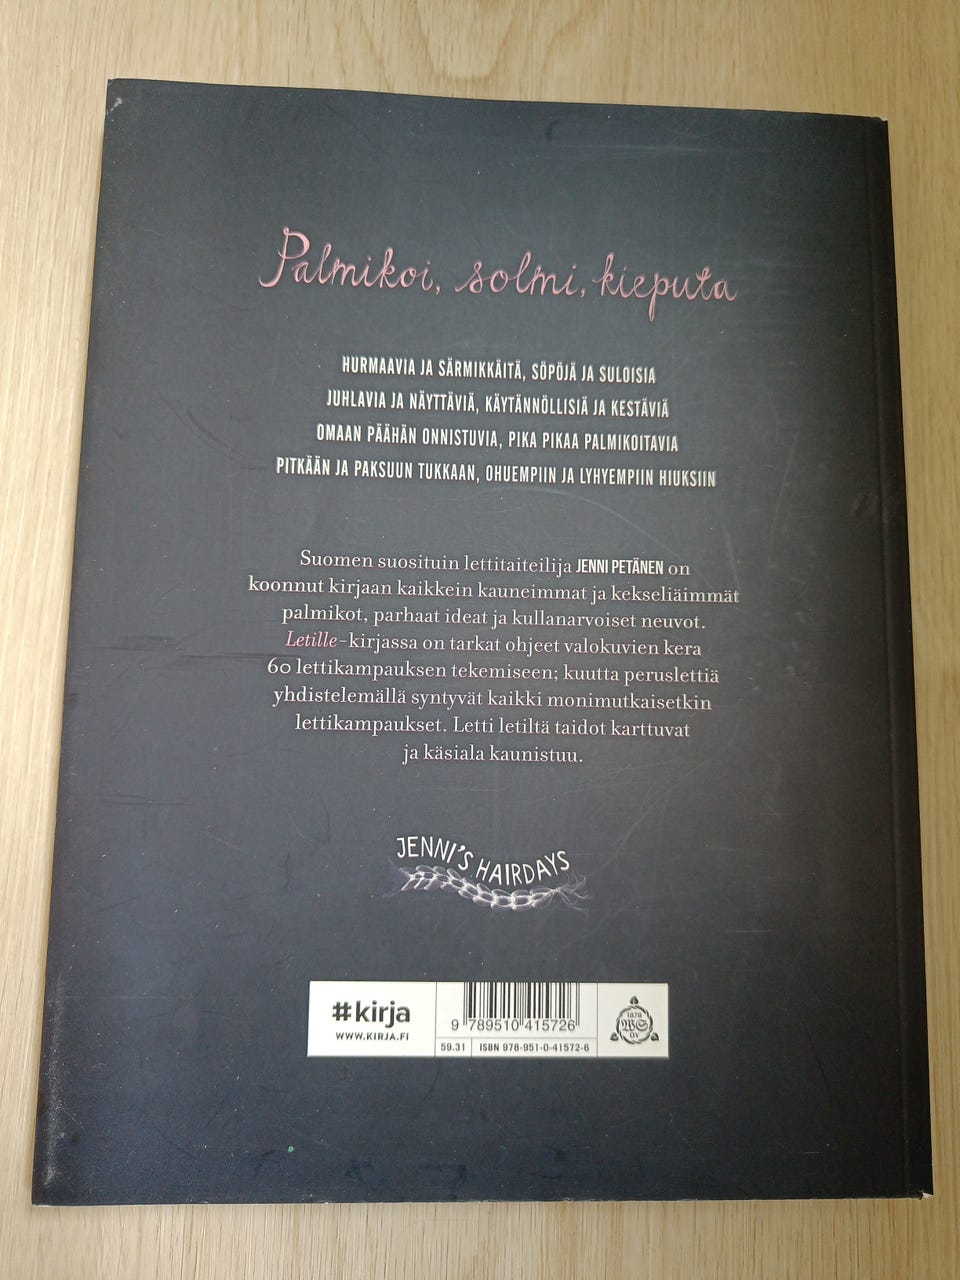 Palmikoi, solmi, kieputa
HURMAAVIA JA SÄRMIKKÄITÄ, SÖPÖJÄ JA SULOISIA
JUHLAVIA JA NÄYTTÄVIÄ, KÄYTÄNNÖLLISIÄ JA KESTÄVIÄ
OMAAN PÄÄHÄN ONNISTUVIA, PIKA PIKAA PALMIKOITAVIA
PITKÄÄN JA PAKSUUN TUKKAAN, OHUEMPIIN JA LYHYEMPIIN HIUKSIIN
Suomen suosituin lettitaiteilija JENNI PETÄNEN on
koonnut kirjaan kaikkein kauneimmat ja kekseliäimmät
palmikot, parhaat ideat ja kullanarvoiset neuvot.
Letille-kirjassa on tarkat ohjeet valokuvien kera
60 lettikampauksen tekemiseen; kuutta peruslettiä
yhdistelemällä syntyvät kaikki monimutkaisetkin
lettikampaukset. Letti letiltä taidot karttuvat
ja käsiala kaunistuu.
JENNI'S HAIRDAYS
#kirja
WWW.KIRJA.FI
9 789510 415726
59.31
ISBN 978-951-0-41572-6
1878
WS
OY